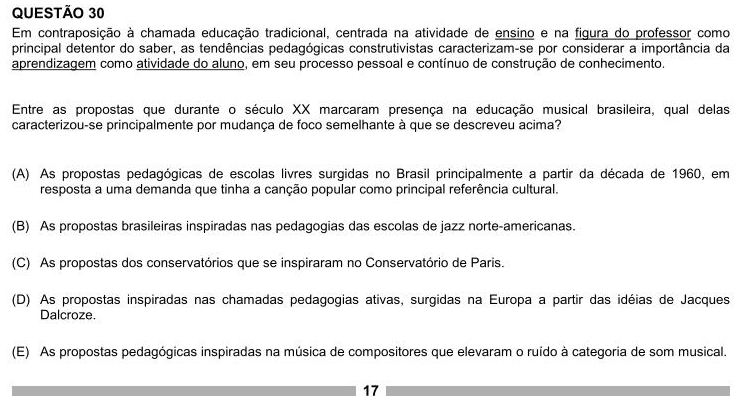 QUESTÃO 30
Em contraposição à chamada educação tradicional, centrada na atividade de ensino e na figura do professor como
principal detentor do saber, as tendências pedagógicas construtivistas caracterizam-se por considerar a importância da
aprendizagem como atividade do aluno, em seu processo pessoal e contínuo de construção de conhecimento.
Entre as propostas que durante o século XX marcaram presença na educação musical brasileira, qual delas
caracterizou-se principalmente por mudança de foco semelhante à que se descreveu acima?
(A) As propostas pedagógicas de escolas livres surgidas no Brasil principalmente a partir da década de 1960, em
resposta a uma demanda que tinha a canção popular como principal referência cultural.
(B) As propostas brasileiras inspiradas nas pedagogias das escolas de jazz norte-americanas.
(C) As propostas dos conservatórios que se inspiraram no Conservatório de Paris.
(D) As propostas inspiradas nas chamadas pedagogias ativas, surgidas na Europa a partir das idéias de Jacques
Dalcroze.
(E) As propostas pedagógicas inspiradas na música de compositores que elevaram o ruído à categoria de som musical.
17